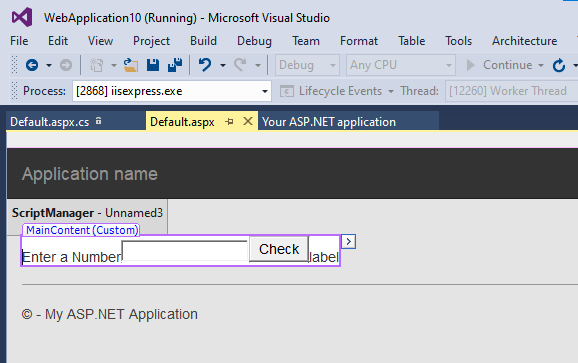 WebApplication10 (Running) - Microsoft Visual Studio
File Edit View Project Build Debug Team Format Table Tools Architecture
Debug Any CPU Continue
Process: [2868] iisexpress.exe Lifecycle Events Thread: [12260] Worker Thread
Default.aspx.cs Default.aspx Your ASP.NET application
Application name
ScriptManager - Unnamed3
MainContent (Custom)
Enter a Number Check label
© - My ASP.NET Application